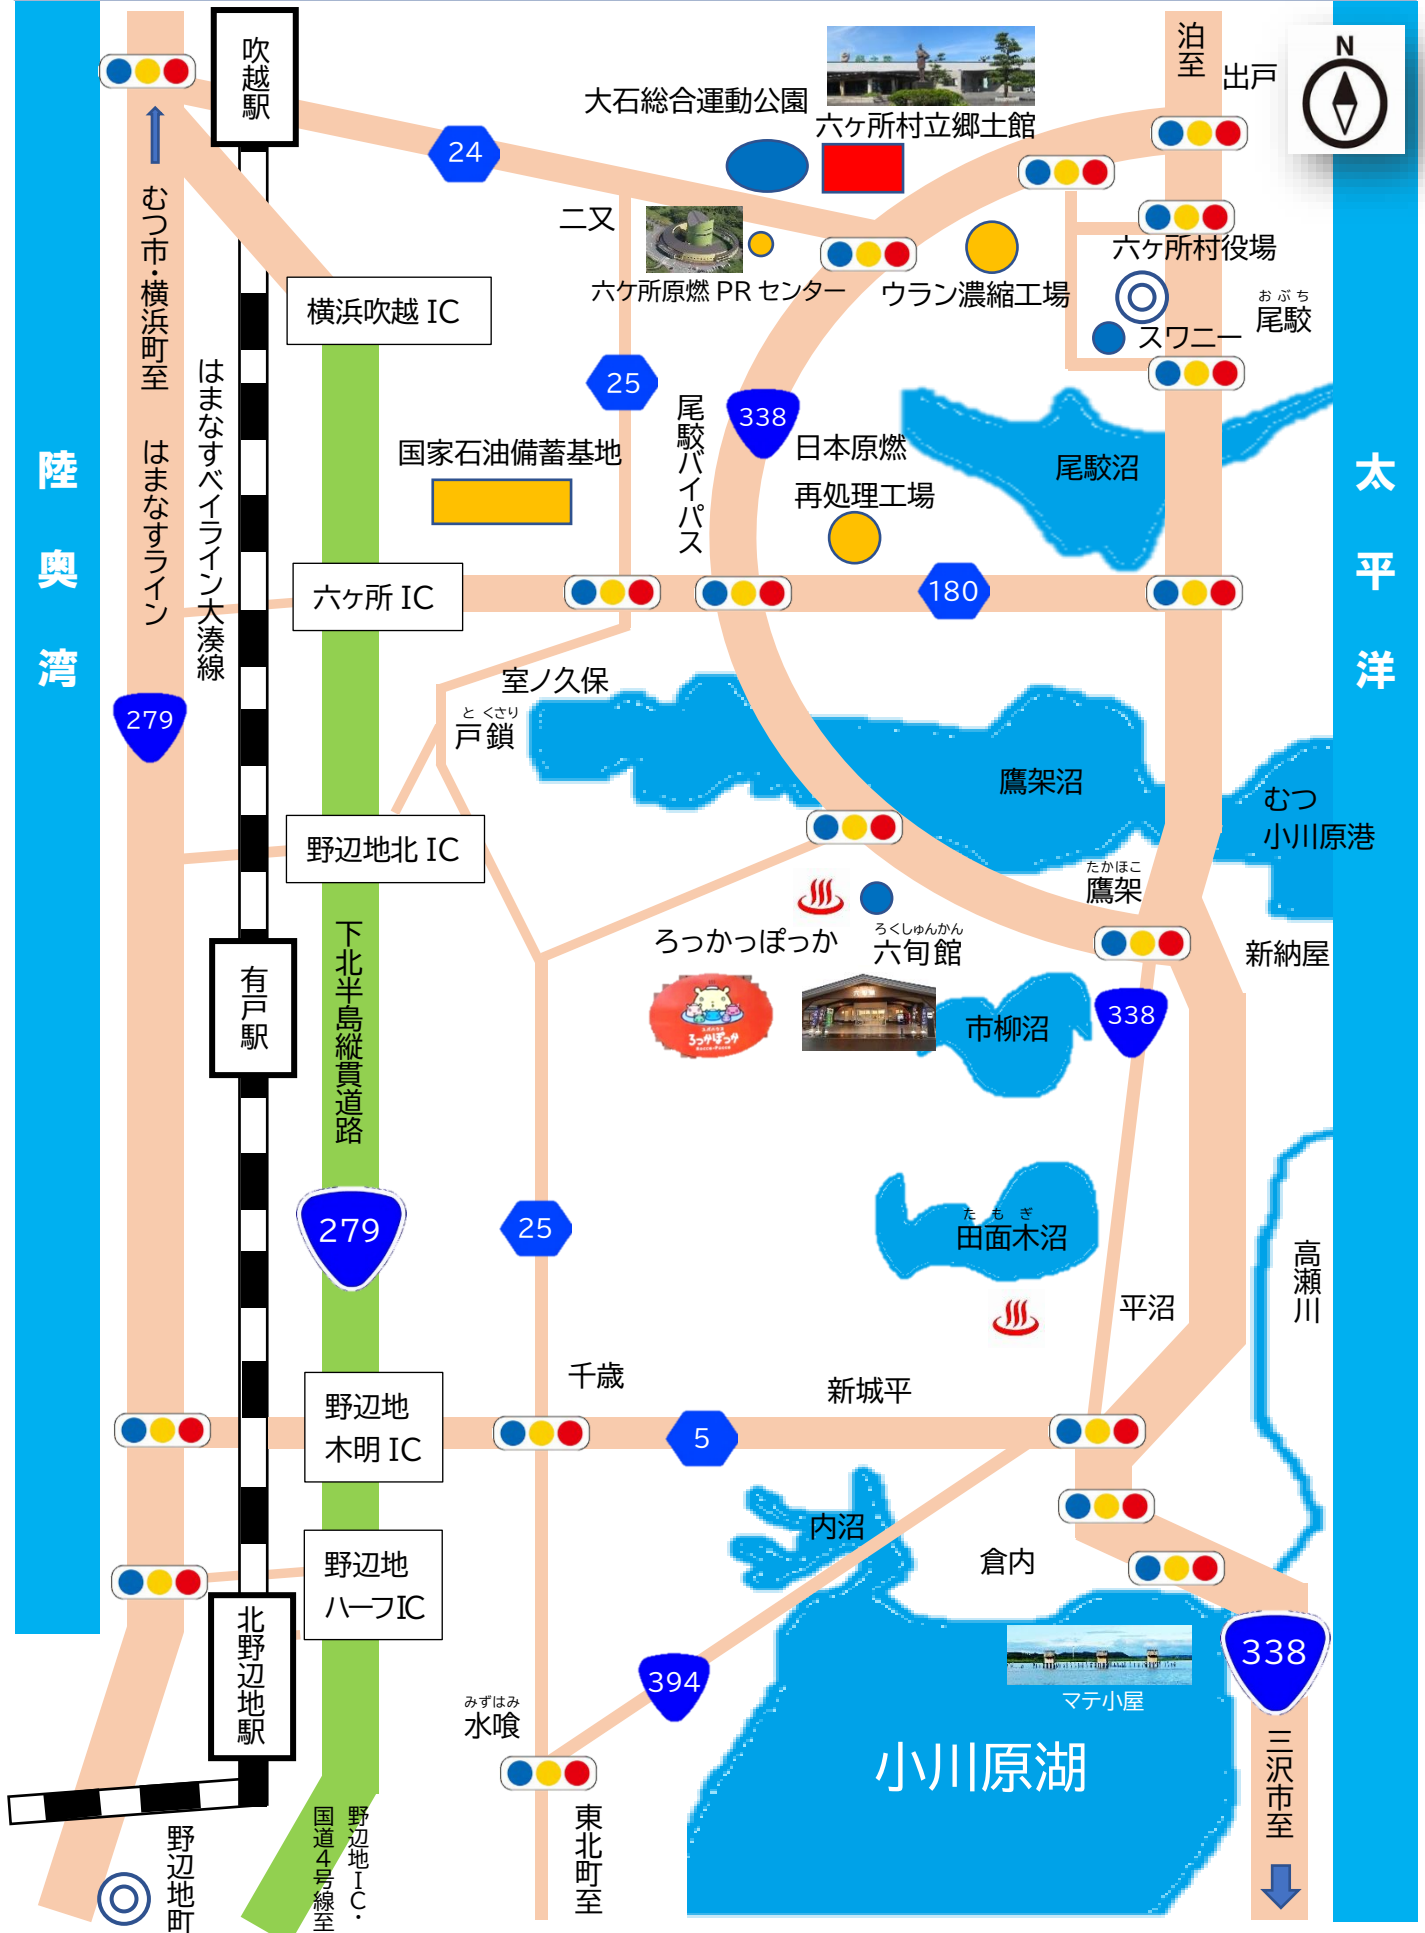 吹越駅
泊至
出戸
N
大石総合運動公園
六ヶ所村立郷土館
24
むつ市・横浜町至
二又
六ケ所原燃 PR センター
ウラン濃縮工場
六ヶ所村役場
スワニー
おぶち
尾駮
横浜吹越 IC
はまなすベイライン大湊線
25
尾駮バイパス
338
日本原燃
再処理工場
国家石油備蓄基地
尾駮沼
陸奥湾
はまなすライン
太平洋
六ヶ所 IC
180
室ノ久保
とくさり
戸鎖
279
鷹架沼
むつ
小川原港
野辺地北 IC
たかほこ
鷹架
ろっかっぽっか
ろくしゅんかん
六旬館
新納屋
下北半島縦貫道路
有戸駅
ろっかぽっか
市柳沼
338
279
25
たもぎ
田面木沼
高瀬川
平沼
千歳
新城平
野辺地
木明 IC
5
内沼
倉内
野辺地
ハーフIC
北野辺地駅
394
338
マテ小屋
みずはみ
水喰
小川原湖
三沢市至
東北町至
野辺地IC・
国道4号線至
野辺地町